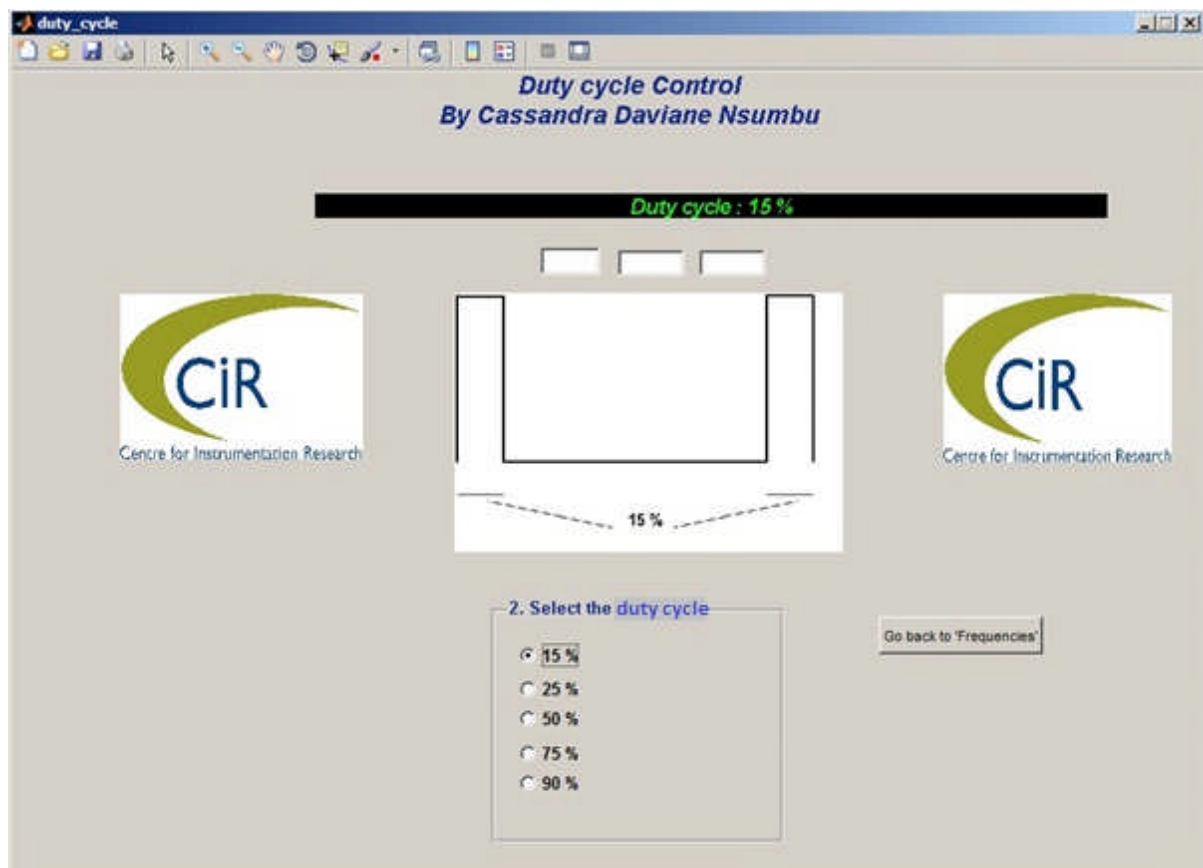 duty_cycle
Duty cycle Control
By Cassandra Daviane Nsumbu
Duty cycle : 15 %
CiR
Centre for Instrumentation Research
15 %
CiR
Centre for Instrumentation Research
2. Select the duty cycle
15 %
25 %
50 %
75 %
90 %
Go back to 'Frequencies'